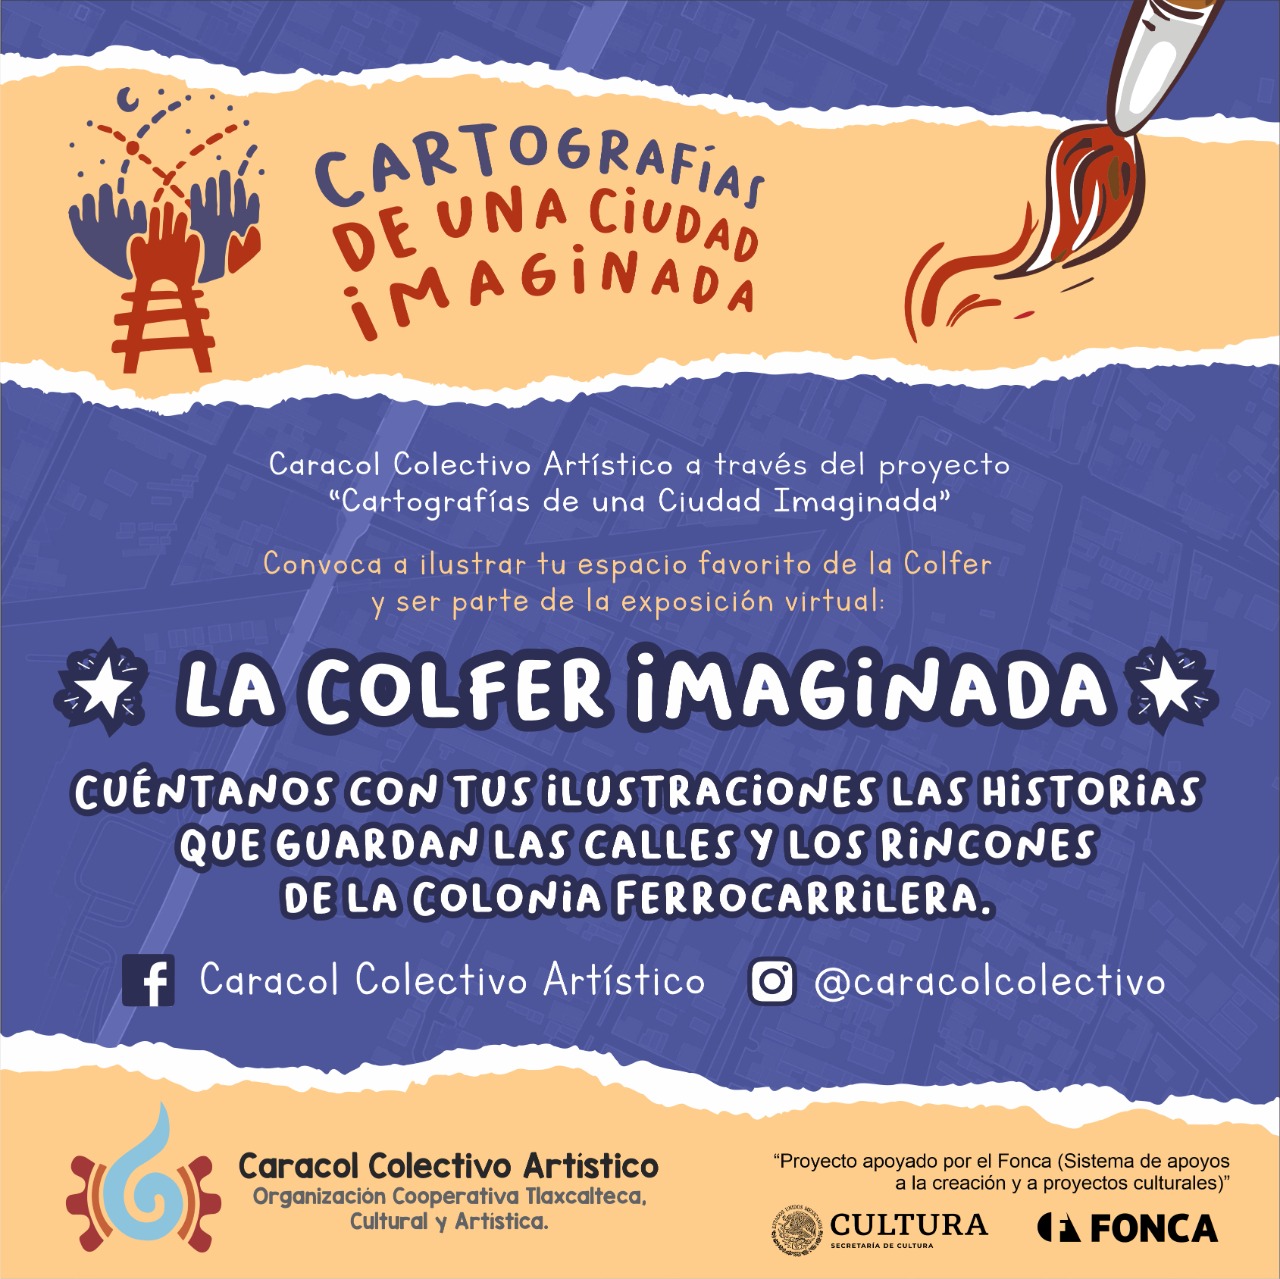 CARTOGRAFÍAS
DE UNA CIUDAD
IMAGINADA
Caracol Colectivo Artístico a través del proyecto
“Cartografías de una Ciudad Imaginada”
Convoca a ilustrar tu espacio favorito de la Colfer
y ser parte de la exposición virtual:
LA COLFER IMAGINADA
CUÉNTANOS CON TUS ILUSTRACIONES LAS HISTORIAS
QUE GUARDAN LAS CALLES Y LOS RINCONES
DE LA COLONIA FERROCARRILERA.
Caracol Colectivo Artístico
@caracolcolectivo
Caracol Colectivo Artístico
Organización Cooperativa Tlaxcalteca,
Cultural y Artística.
“Proyecto apoyado por el Fonca (Sistema de apoyos
a la creación y a proyectos culturales)”
CULTURA
SECRETARÍA DE CULTURA
FONCA